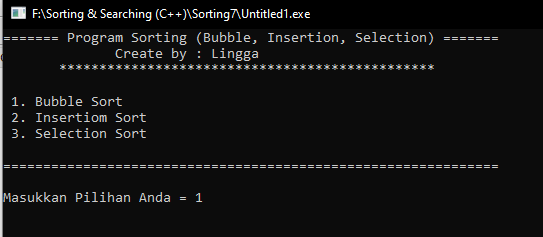 F:\Sorting & Searching (C++)\Sorting7\Untitled1.exe
======= Program Sorting (Bubble, Insertion, Selection) =======
Create by : Lingga
***********************************************
1. Bubble Sort
2. Insertiom Sort
3. Selection Sort
==============================================================
Masukkan Pilihan Anda = 1